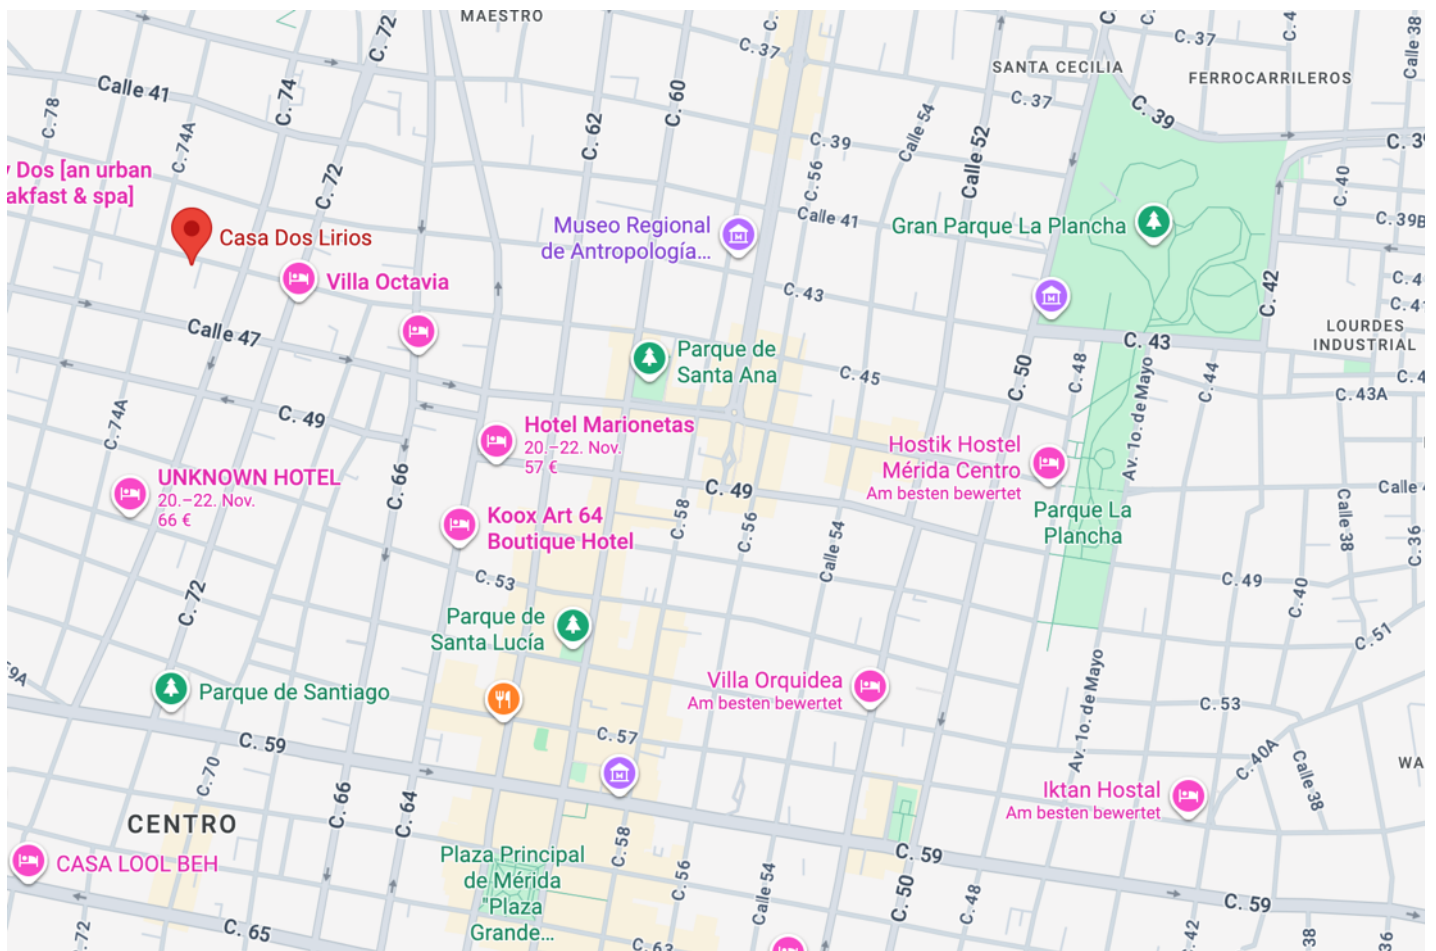 MAESTRO
C. 72
C. 37
C. 60
C. 62
SANTA CECILIA
C. 37
FERROCARRILEROS
Calle 38
Calle 41
C. 74
C. 78
C. 74A
C. 72
C. 39
C. 56
Calle 54
Calle 52
C. 37
C. 39
C. 40
C. 39B
Dos [an urban
akfast & spa]
Casa Dos Lirios
Villa Octavia
Museo Regional
de Antropología...
Calle 41
Gran Parque La Plancha
C. 42
C. 43
C. 43
LOURDES
INDUSTRIAL
Calle 47
Parque de
Santa Ana
C. 45
C. 50
C. 48
Av. 1o. de Mayo
C. 44
C. 43A
C. 74A
C. 49
Hotel Marionetas
20.–22. Nov.
57 €
Hostik Hostel
Mérida Centro
Am besten bewertet
UNKNOWN HOTEL
20.–22. Nov.
66 €
C. 66
C. 49
Calle
Koox Art 64
Boutique Hotel
C. 58
C. 56
Calle 54
Parque La
Plancha
Calle 38
C. 36
C. 53
C. 72
C. 49
C. 40
Parque de
Santa Lucía
C. 51
59A
Parque de Santiago
Villa Orquidea
Am besten bewertet
Av. 1o. de Mayo
C. 53
C. 59
C. 57
C. 40A
Calle 38
WA
C. 70
C. 66
C. 64
Iktan Hostal
Am besten bewertet
CENTRO
C. 58
Plaza Principal
de Mérida
"Plaza
Grande...
C. 59
CASA LOOL BEH
C. 56
Calle 54
C. 50
C. 48
C. 59
C. 72
C. 65
C. 63
C. 42